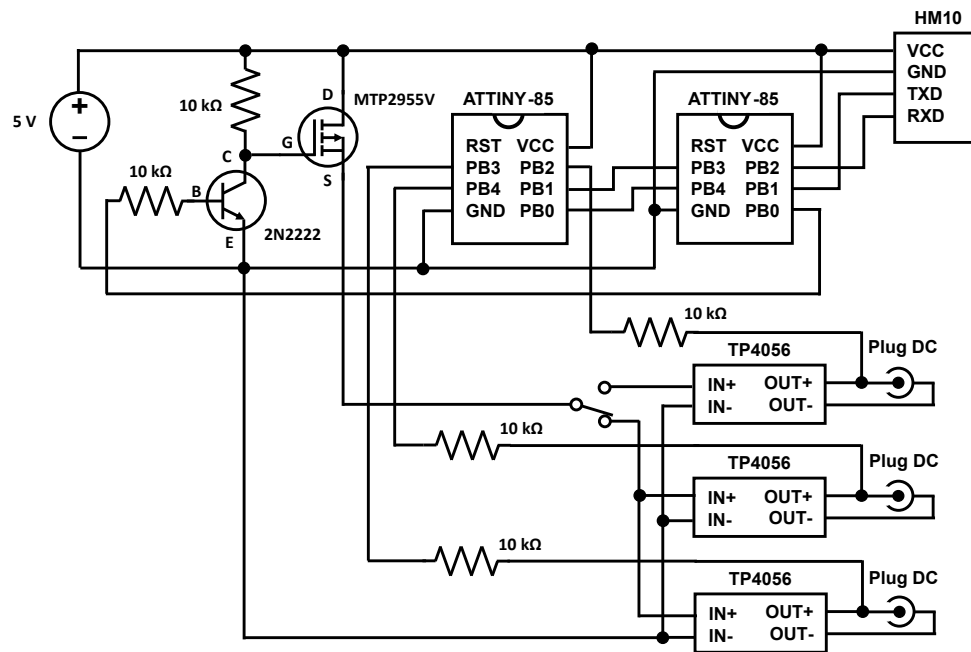 HM10
VCC
GND
TXD
RXD
5 V
10 kΩ
D
MTP2955V
G
S
C
10 kΩ
B
E
2N2222
ATTINY-85
RST VCC
PB3 PB2
PB4 PB1
GND PB0
ATTINY-85
RST VCC
PB3 PB2
PB4 PB1
GND PB0
10 kΩ
TP4056
Plug DC
IN+ OUT+
IN- OUT-
10 kΩ
TP4056
Plug DC
IN+ OUT+
IN- OUT-
10 kΩ
TP4056
Plug DC
IN+ OUT+
IN- OUT-